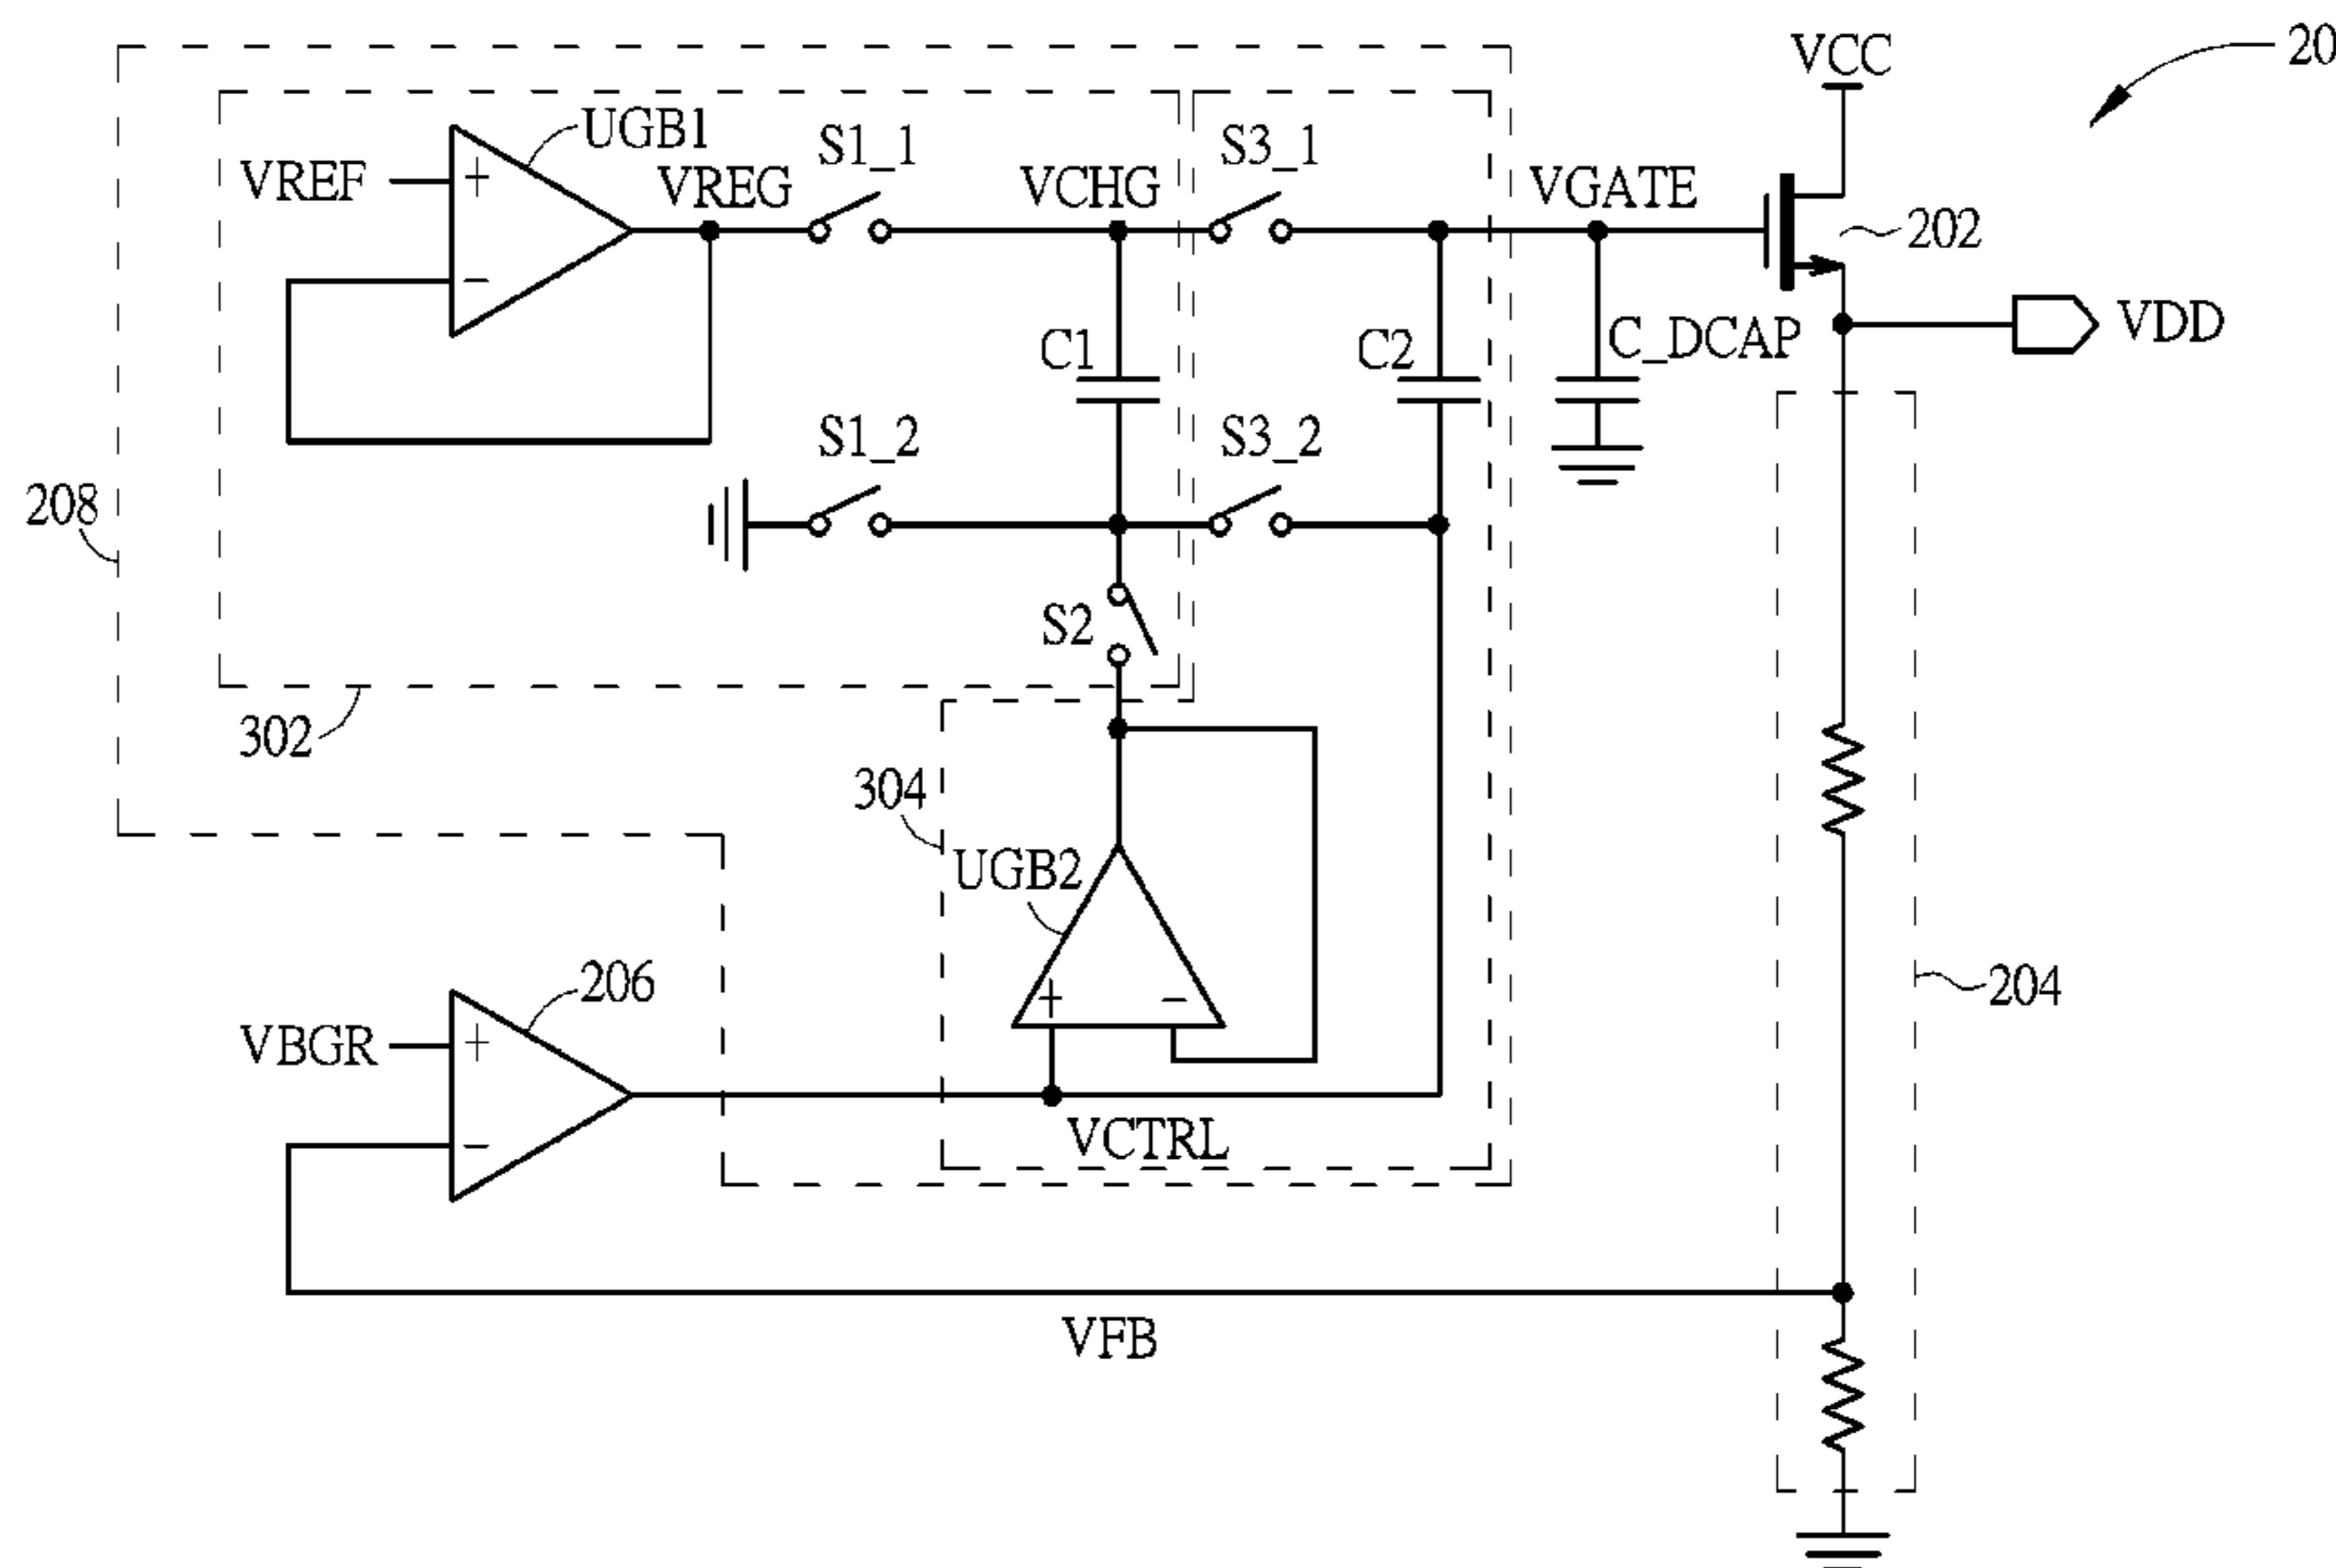 20
VCC
UGB1
S1_1
S3_1
VREF
VREG
VCHG
VGATE
202
+
−
VDD
C1
C2
C_DCAP
S1_2
S3_2
208
S2
302
304
UGB2
206
204
+
−
VBGR
+
−
VCTRL
VFB